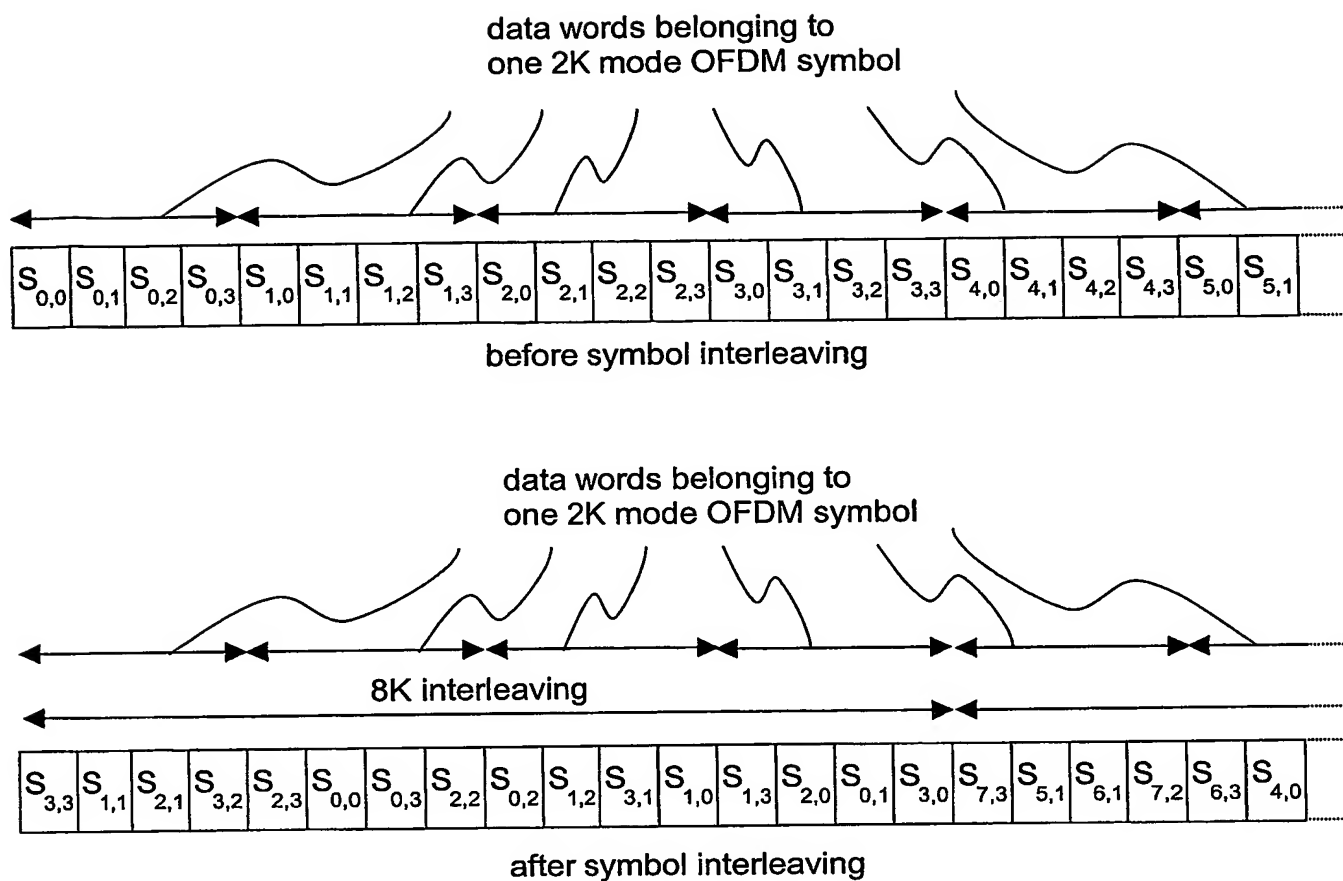 data words belonging to
one 2K mode OFDM symbol
S0,0 S0,1 S0,2 S0,3 S1,0 S1,1 S1,2 S1,3 S2,0 S2,1 S2,2 S2,3 S3,0 S3,1 S3,2 S3,3 S4,0 S4,1 S4,2 S4,3 S5,0 S5,1
before symbol interleaving
data words belonging to
one 2K mode OFDM symbol
8K interleaving
S3,3 S1,1 S2,1 S3,2 S2,3 S0,0 S0,3 S2,2 S0,2 S1,2 S3,1 S1,0 S1,3 S2,0 S0,1 S3,0 S7,3 S5,1 S6,1 S7,2 S6,3 S4,0
after symbol interleaving